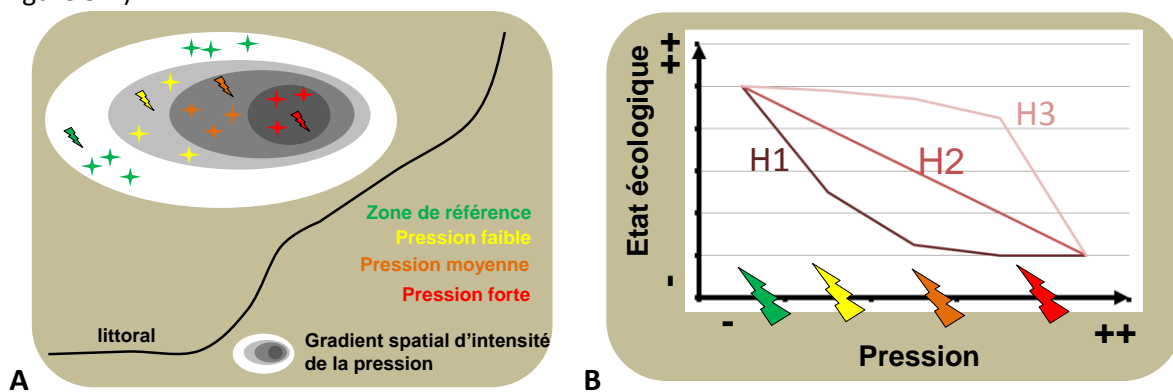 Zone de référence
Pression faible
Pression moyenne
Pression forte
littoral
Gradient spatial d'intensité
de la pression
A
++
++
Etat écologique
-
H1
H2
H3
-
++
Pression
B